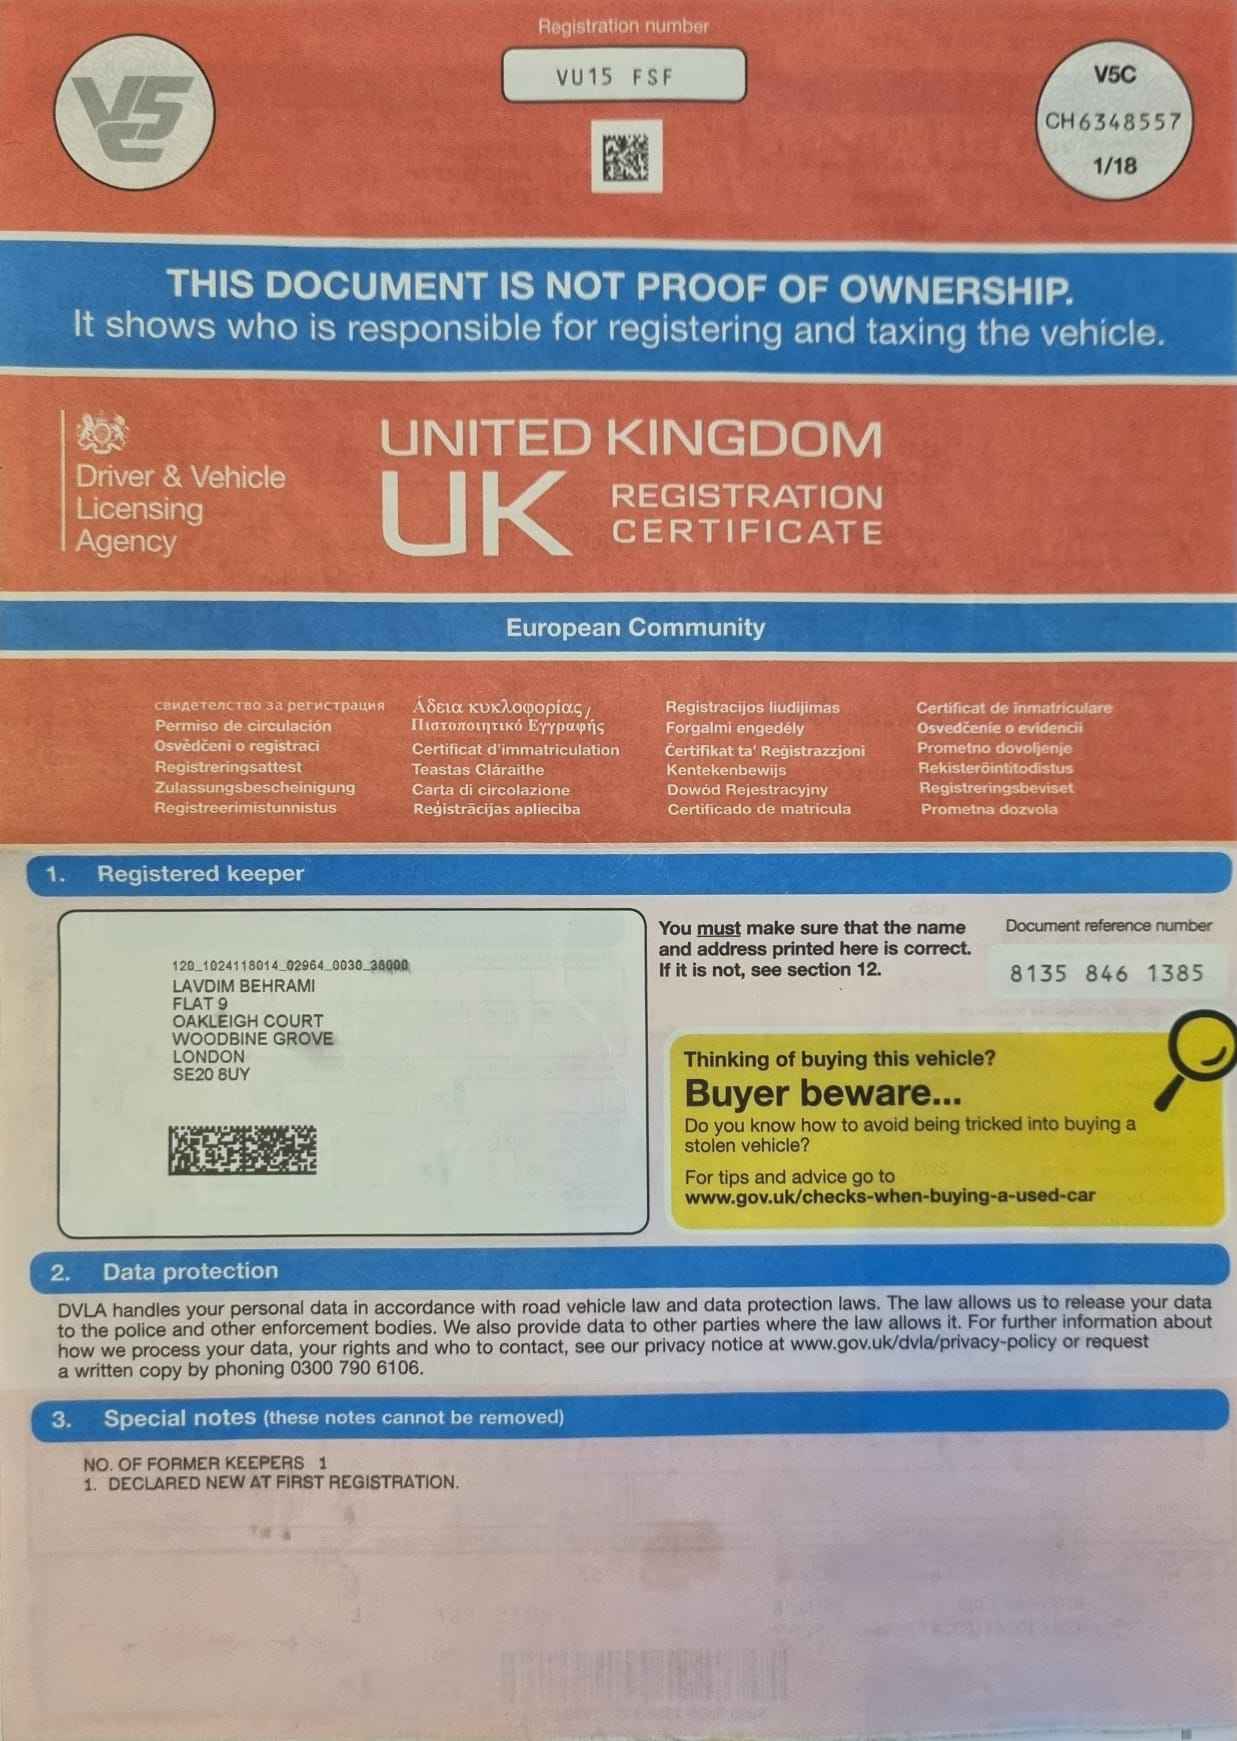 Registration number
VU15 FSF
V5C
V5C
CH6348557
1/18
THIS DOCUMENT IS NOT PROOF OF OWNERSHIP.
It shows who is responsible for registering and taxing the vehicle.
Driver & Vehicle
Licensing
Agency
UNITED KINGDOM
UK REGISTRATION
CERTIFICATE
European Community
свидетелство за регистрация
Permiso de circulación
Osvědčení o registraci
Registreringsattest
Zulassungsbescheinigung
Registreerimistunnistus
Άδεια κυκλοφορίας /
Πιστοποιητικό Εγγραφής
Certificat d'immatriculation
Teastas Cláraithe
Carta di circolazione
Reģistrācijas apliecība
Registracijos liudijimas
Forgalmi engedély
Ċertifikat ta' Reġistrazzjoni
Kentekenbewijs
Dowód Rejestracyjny
Certificado de matricula
Certificat de inmatriculare
Osvedčenie o evidencii
Prometno dovoljenje
Rekisteröintitodistus
Registreringsbeviset
Prometna dozvola
1. Registered keeper
120_1024118014_02964_0030_36000
LAVDIM BEHRAMI
FLAT 9
OAKLEIGH COURT
WOODBINE GROVE
LONDON
SE20 8UY
You must make sure that the name
and address printed here is correct.
If it is not, see section 12.
Document reference number
8135 846 1385
Thinking of buying this vehicle?
Buyer beware...
Do you know how to avoid being tricked into buying a
stolen vehicle?
For tips and advice go to
www.gov.uk/checks-when-buying-a-used-car
2. Data protection
DVLA handles your personal data in accordance with road vehicle law and data protection laws. The law allows us to release your data
to the police and other enforcement bodies. We also provide data to other parties where the law allows it. For further information about
how we process your data, your rights and who to contact, see our privacy notice at www.gov.uk/dvla/privacy-policy or request
a written copy by phoning 0300 790 6106.
3. Special notes (these notes cannot be removed)
NO. OF FORMER KEEPERS 1
1. DECLARED NEW AT FIRST REGISTRATION.